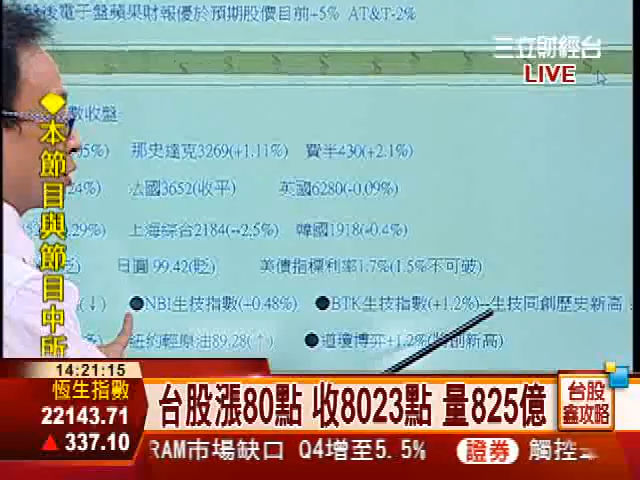 後電子盤蘋果財報優於預期股價目前+5% AT&T-2%
三立財經台
LIVE
數收盤
那史達克3269(+1.11%) 費半430(+2.1%)
法國3652(收平) 英國6280(-0.09%)
上海綜合2184(--2.5%) 韓國1918(-0.4%)
日圓 99.42(貶) 美債指標利率1.7%(1.5%不可破)
(↓) ●NBI生技指數(+0.48%) ●BTK生技指數(+1.2%)--生技同創歷史新高
紐約輕原油89.28(↑) ●道瓊博弈+1.2%(將創新高)
◆本節目與節目中所
14:21:15
恆生指數
22143.71
▲337.10
台股漲80點 收8023點 量825億
台股
鑫攻略
RAM市場缺口 Q4增至5.5% 證券 觸控